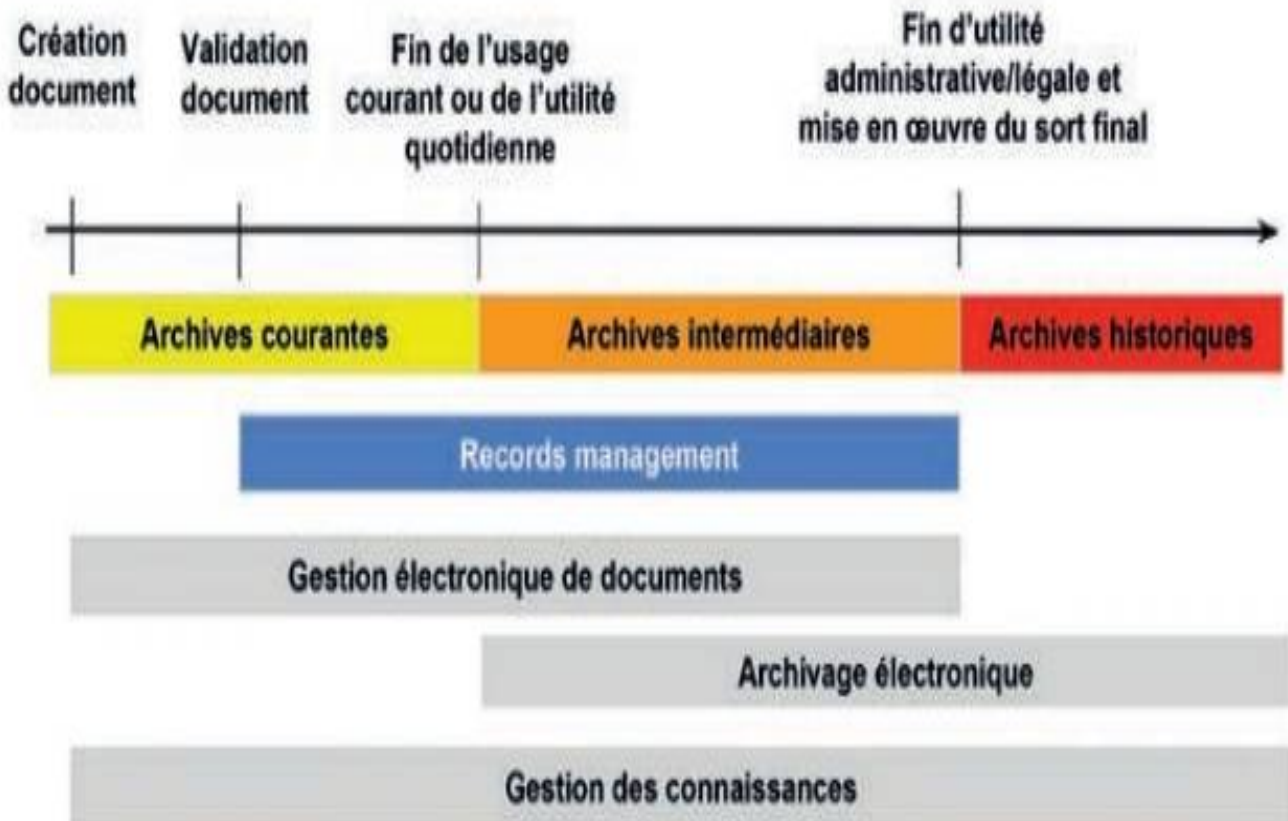 Création
document
Validation
document
Fin de l'usage
courant ou de l'utilité
quotidienne
Fin d'utilité
administrative/légale et
mise en œuvre du sort final
Archives courantes
Archives intermédiaires
Archives historiques
Records management
Gestion électronique de documents
Archivage électronique
Gestion des connaissances